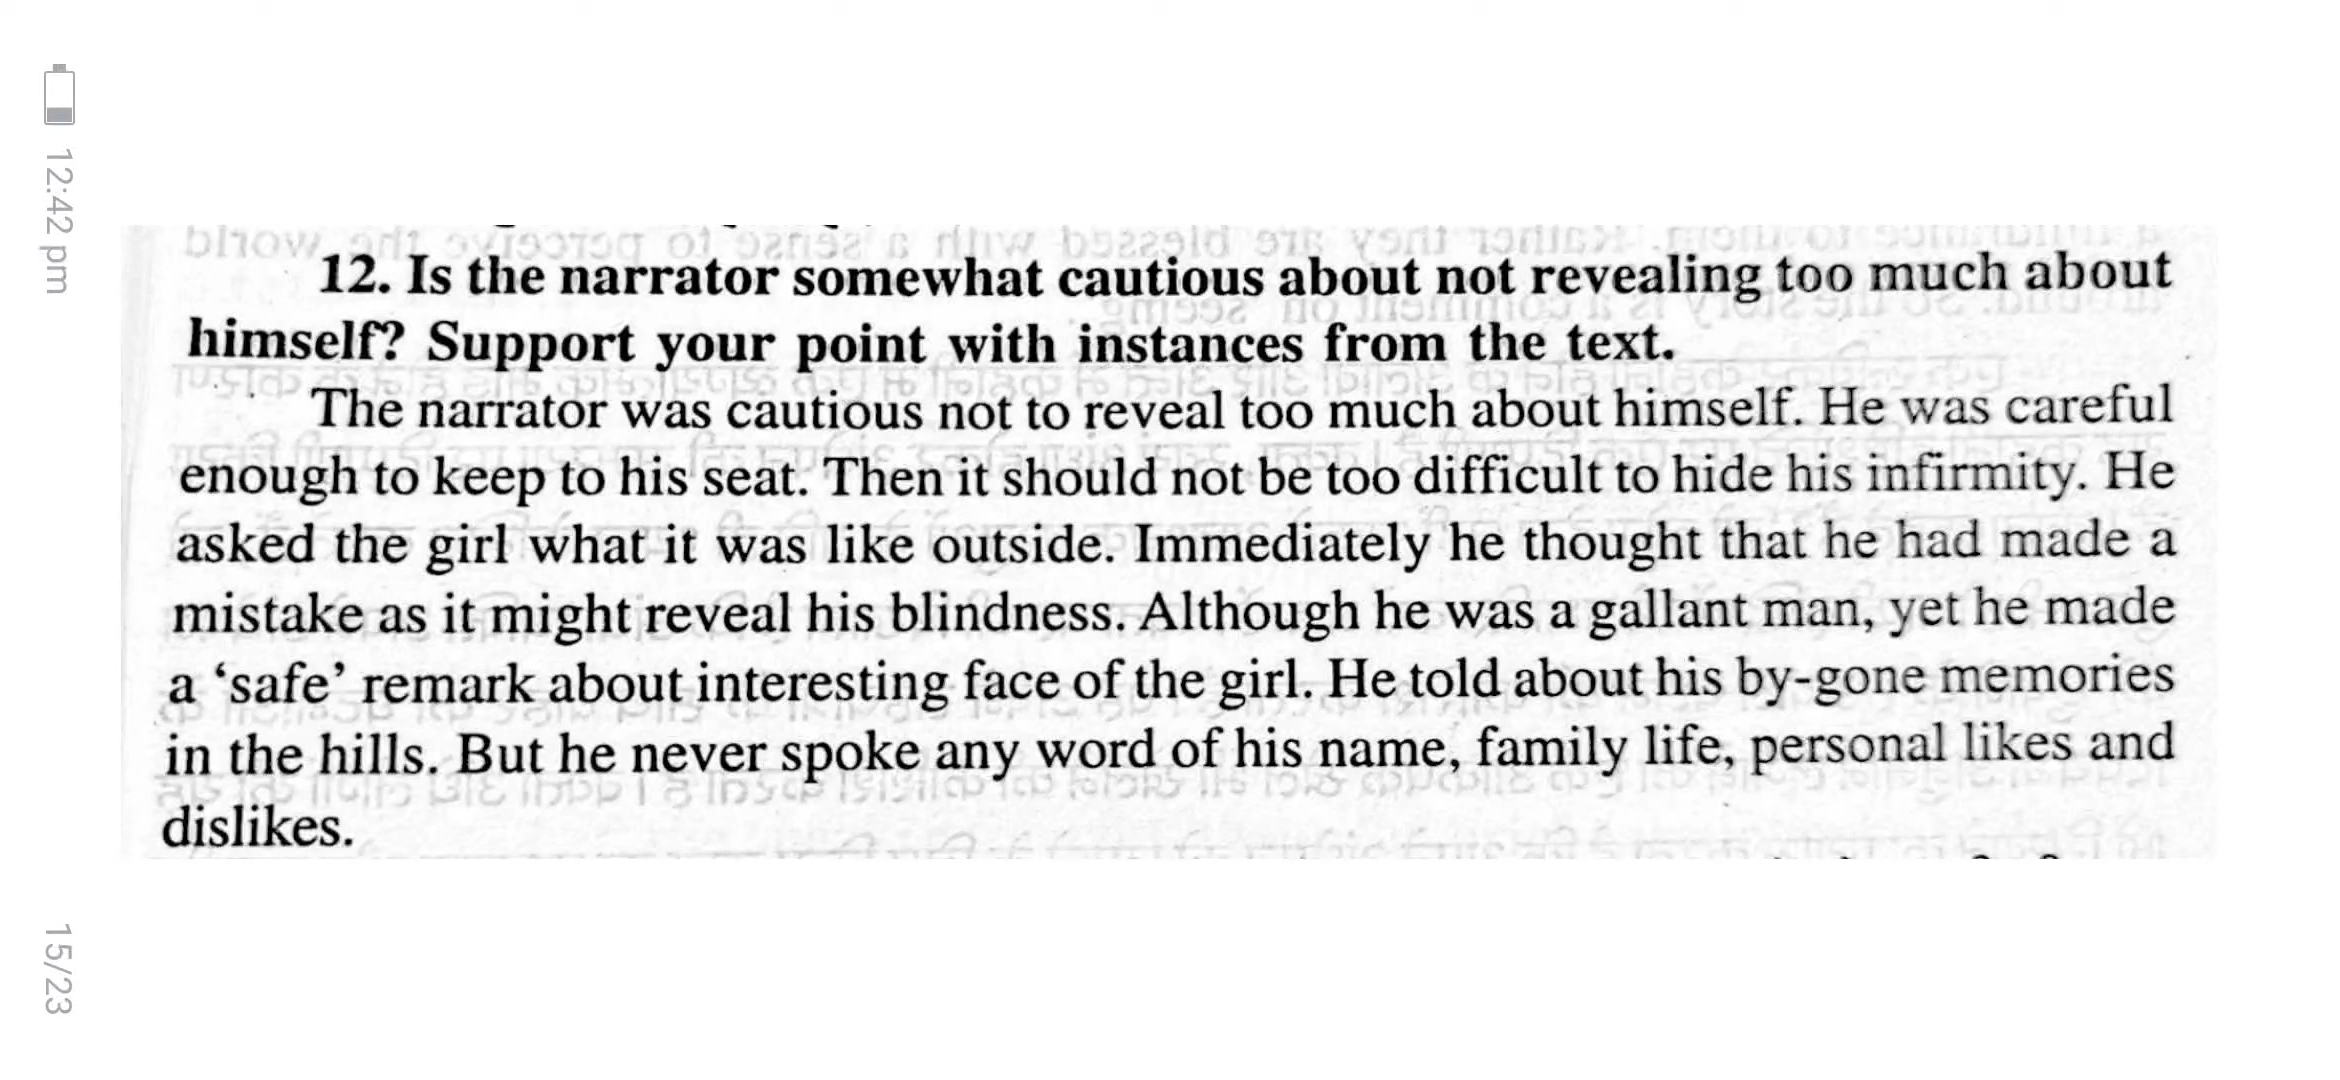 12:42 pm
12. Is the narrator somewhat cautious about not revealing too much about
himself? Support your point with instances from the text.
The narrator was cautious not to reveal too much about himself. He was careful
enough to keep to his seat. Then it should not be too difficult to hide his infirmity. He
asked the girl what it was like outside. Immediately he thought that he had made a
mistake as it might reveal his blindness. Although he was a gallant man, yet he made
a ‘safe’ remark about interesting face of the girl. He told about his by-gone memories
in the hills. But he never spoke any word of his name, family life, personal likes and
dislikes.
15/23